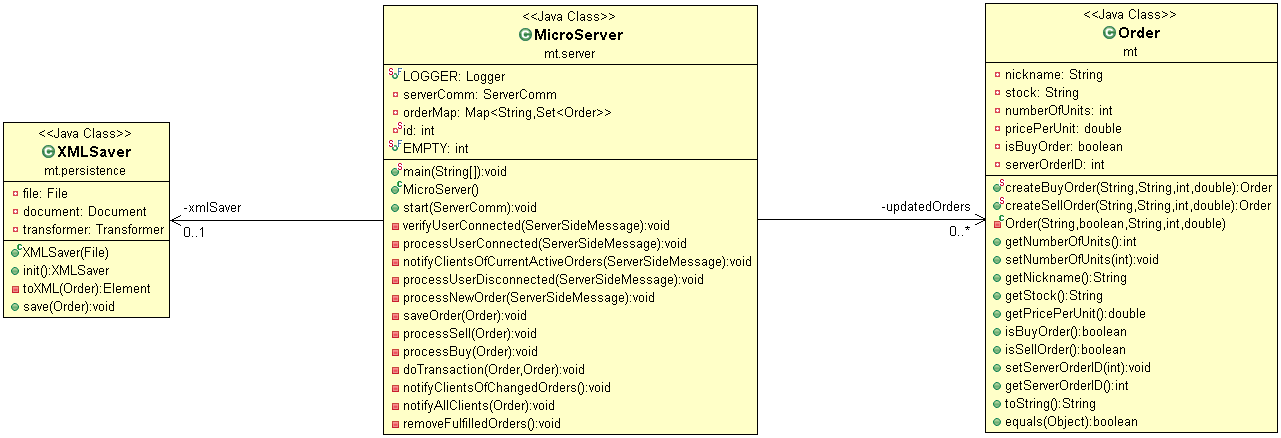 <<Java Class>>
XMLSaver
mt.persistence
file: File
document: Document
transformer: Transformer
XMLSaver(File)
init():XMLSaver
toXML(Order):Element
save(Order):void
-xmlSaver
0..1
<<Java Class>>
MicroServer
mt.server
LOGGER: Logger
serverComm: ServerComm
orderMap: Map<String,Set<Order>>
id: int
EMPTY: int
main(String[]):void
MicroServer()
start(ServerComm):void
verifyUserConnected(ServerSideMessage):void
processUserConnected(ServerSideMessage):void
notifyClientsOfCurrentActiveOrders(ServerSideMessage):void
processUserDisconnected(ServerSideMessage):void
processNewOrder(ServerSideMessage):void
saveOrder(Order):void
processSell(Order):void
processBuy(Order):void
doTransaction(Order,Order):void
notifyClientsOfChangedOrders():void
notifyAllClients(Order):void
removeFulfilledOrders():void
-updatedOrders
0..*
<<Java Class>>
Order
mt
nickname: String
stock: String
numberOfUnits: int
pricePerUnit: double
isBuyOrder: boolean
serverOrderID: int
createBuyOrder(String,String,int,double):Order
createSellOrder(String,String,int,double):Order
Order(String,boolean,String,int,double)
getNumberOfUnits():int
setNumberOfUnits(int):void
getNickname():String
getStock():String
getPricePerUnit():double
isBuyOrder():boolean
isSellOrder():boolean
setServerOrderID(int):void
getServerOrderID():int
toString():String
equals(Object):boolean